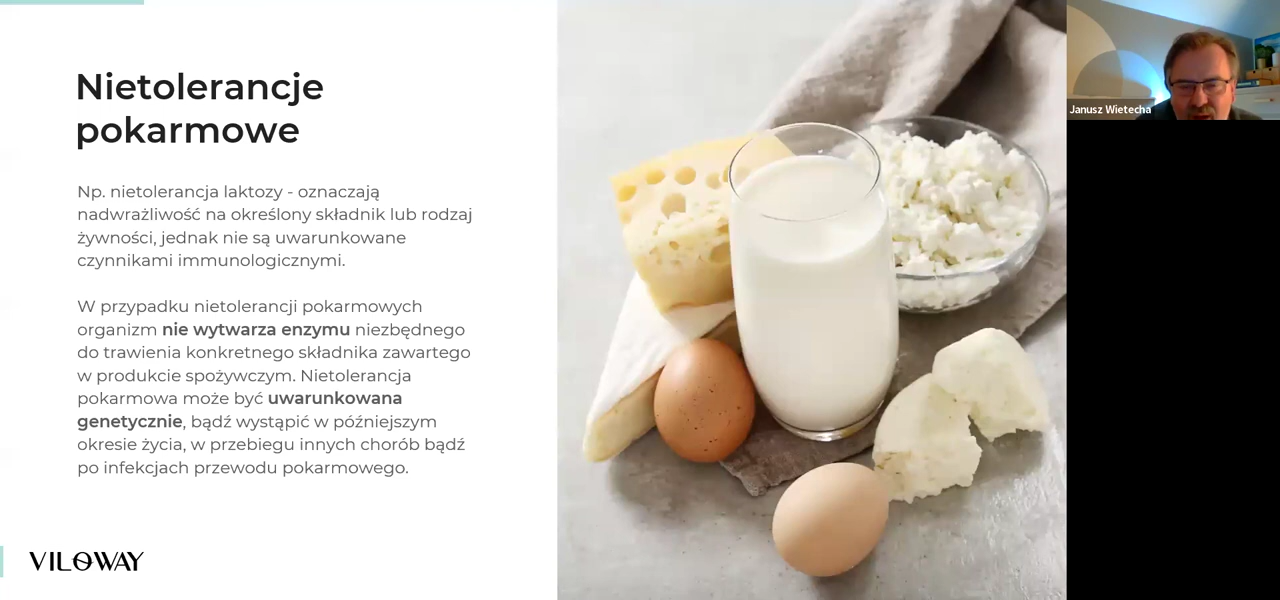 Nietolerancje
pokarmowe
Np. nietolerancja laktozy - oznaczają
nadwrażliwość na określony składnik lub rodzaj
żywności, jednak nie są uwarunkowane
czynnikami immunologicznymi.
W przypadku nietolerancji pokarmowych
organizm nie wytwarza enzymu niezbędnego
do trawienia konkretnego składnika zawartego
w produkcie spożywczym. Nietolerancja
pokarmowa może być uwarunkowana
genetycznie, bądź wystąpić w późniejszym
okresie życia, w przebiegu innych chorób bądź
po infekcjach przewodu pokarmowego.
VILOWAY
Janusz Wietecha